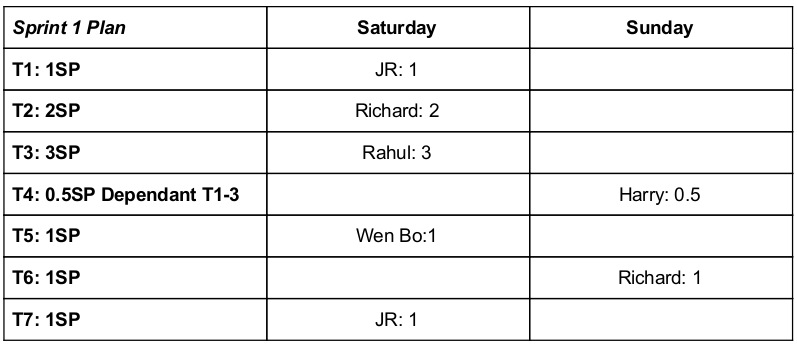 Sprint 1 Plan Saturday Sunday
T1: 1SP JR: 1
T2: 2SP Richard: 2
T3: 3SP Rahul: 3
T4: 0.5SP Dependant T1-3 Harry: 0.5
T5: 1SP Wen Bo:1
T6: 1SP Richard: 1
T7: 1SP JR: 1